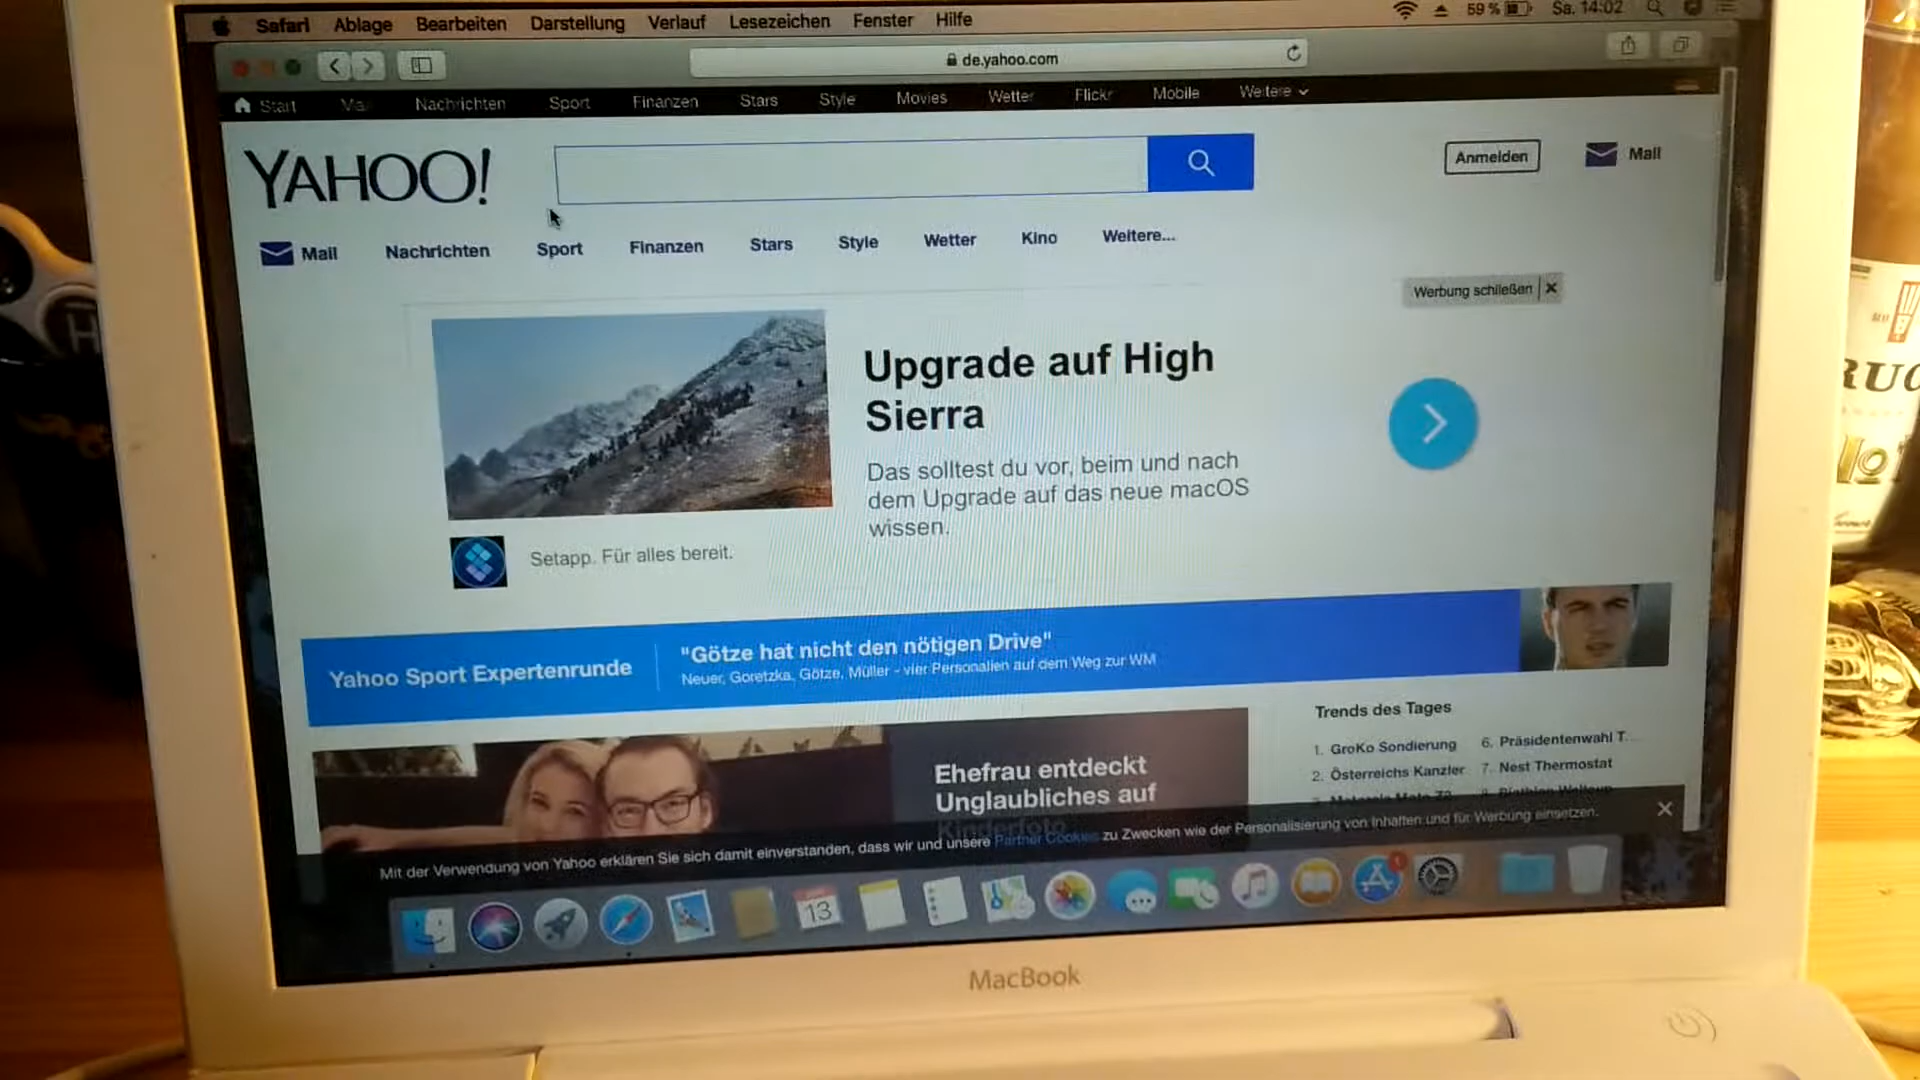 Safari Ablage Bearbeiten Darstellung Verlauf Lesezeichen Fenster Hilfe 59 % Sa. 14:02
de.yahoo.com
Start Mail Nachrichten Sport Finanzen Stars Style Movies Wetter Flickr Mobile Weitere
YAHOO!
Anmelden Mail
Mail Nachrichten Sport Finanzen Stars Style Wetter Kino Weitere...
Werbung schließen
Upgrade auf High
Sierra
Das solltest du vor, beim und nach
dem Upgrade auf das neue macOS
wissen.
Setapp. Für alles bereit.
Yahoo Sport Expertenrunde
"Götze hat nicht den nötigen Drive"
Neuer, Goretzka, Götze, Müller - vier Personalien auf dem Weg zur WM
Trends des Tages
1. GroKo Sondierung 6. Präsidentenwahl T...
2. Österreichs Kanzler 7. Nest Thermostat
Ehefrau entdeckt
Unglaubliches auf
Kinderfoto
Mit der Verwendung von Yahoo erklären Sie sich damit einverstanden, dass wir und unsere Partner Cookies zu Zwecken wie der Personalisierung von Inhalten und für Werbung einsetzen.
13
MacBook